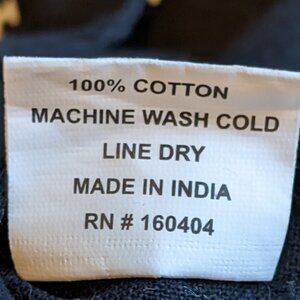 100% COTTON
MACHINE WASH COLD
LINE DRY
MADE IN INDIA
RN # 160404